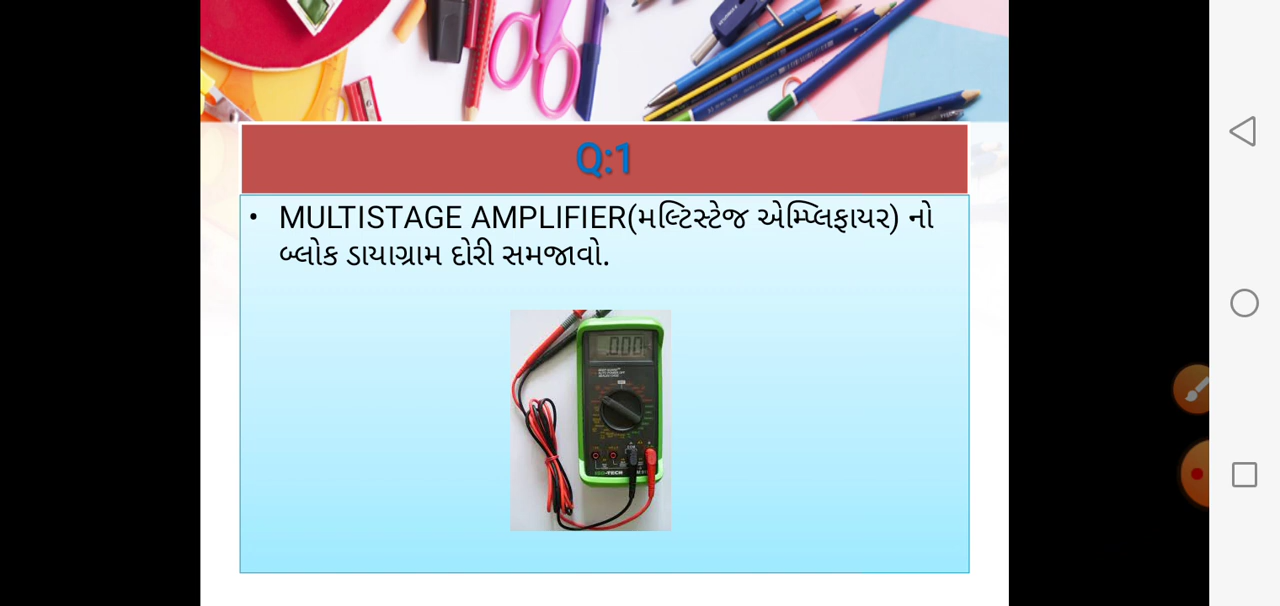 Q:1
• MULTISTAGE AMPLIFIER(મલ્ટિસ્ટેજ એમ્પ્લિફાયર) નો
બ્લોક ડાયાગ્રામ દોરી સમજાવો.